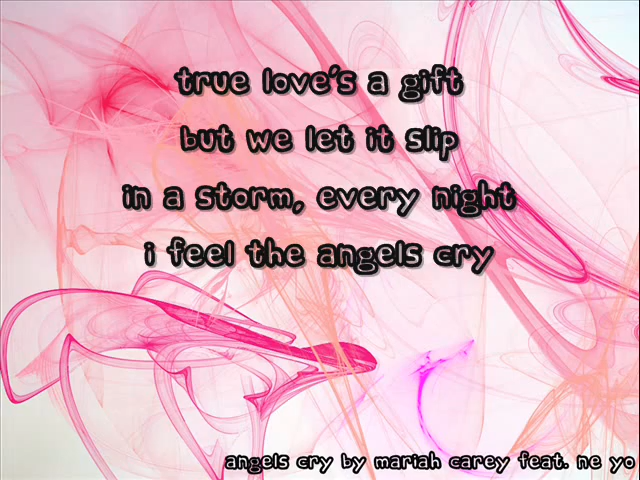 true love's a gift
but we let it slip
in a storm, every night
i feel the angels cry
angels cry by mariah carey feat. ne yo